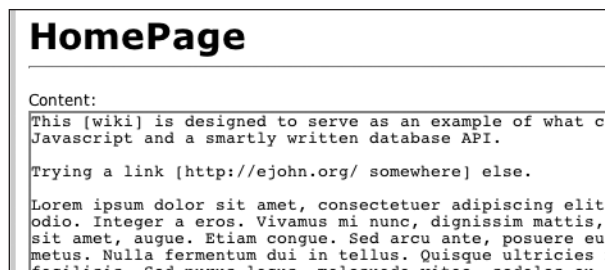 HomePage
Content:
This [wiki] is designed to serve as an example of what
Javascript and a smartly written database API.
Trying a link [http://ejohn.org/ somewhere] else.
Lorem ipsum dolor sit amet, consectetuer adipiscing elit
odio. Integer a eros. Vivamus mi nunc, dignissim mattis,
sit amet, augue. Etiam congue. Sed arcu ante, posuere eu
metus. Nulla fermentum dui in tellus. Quisque ultricies